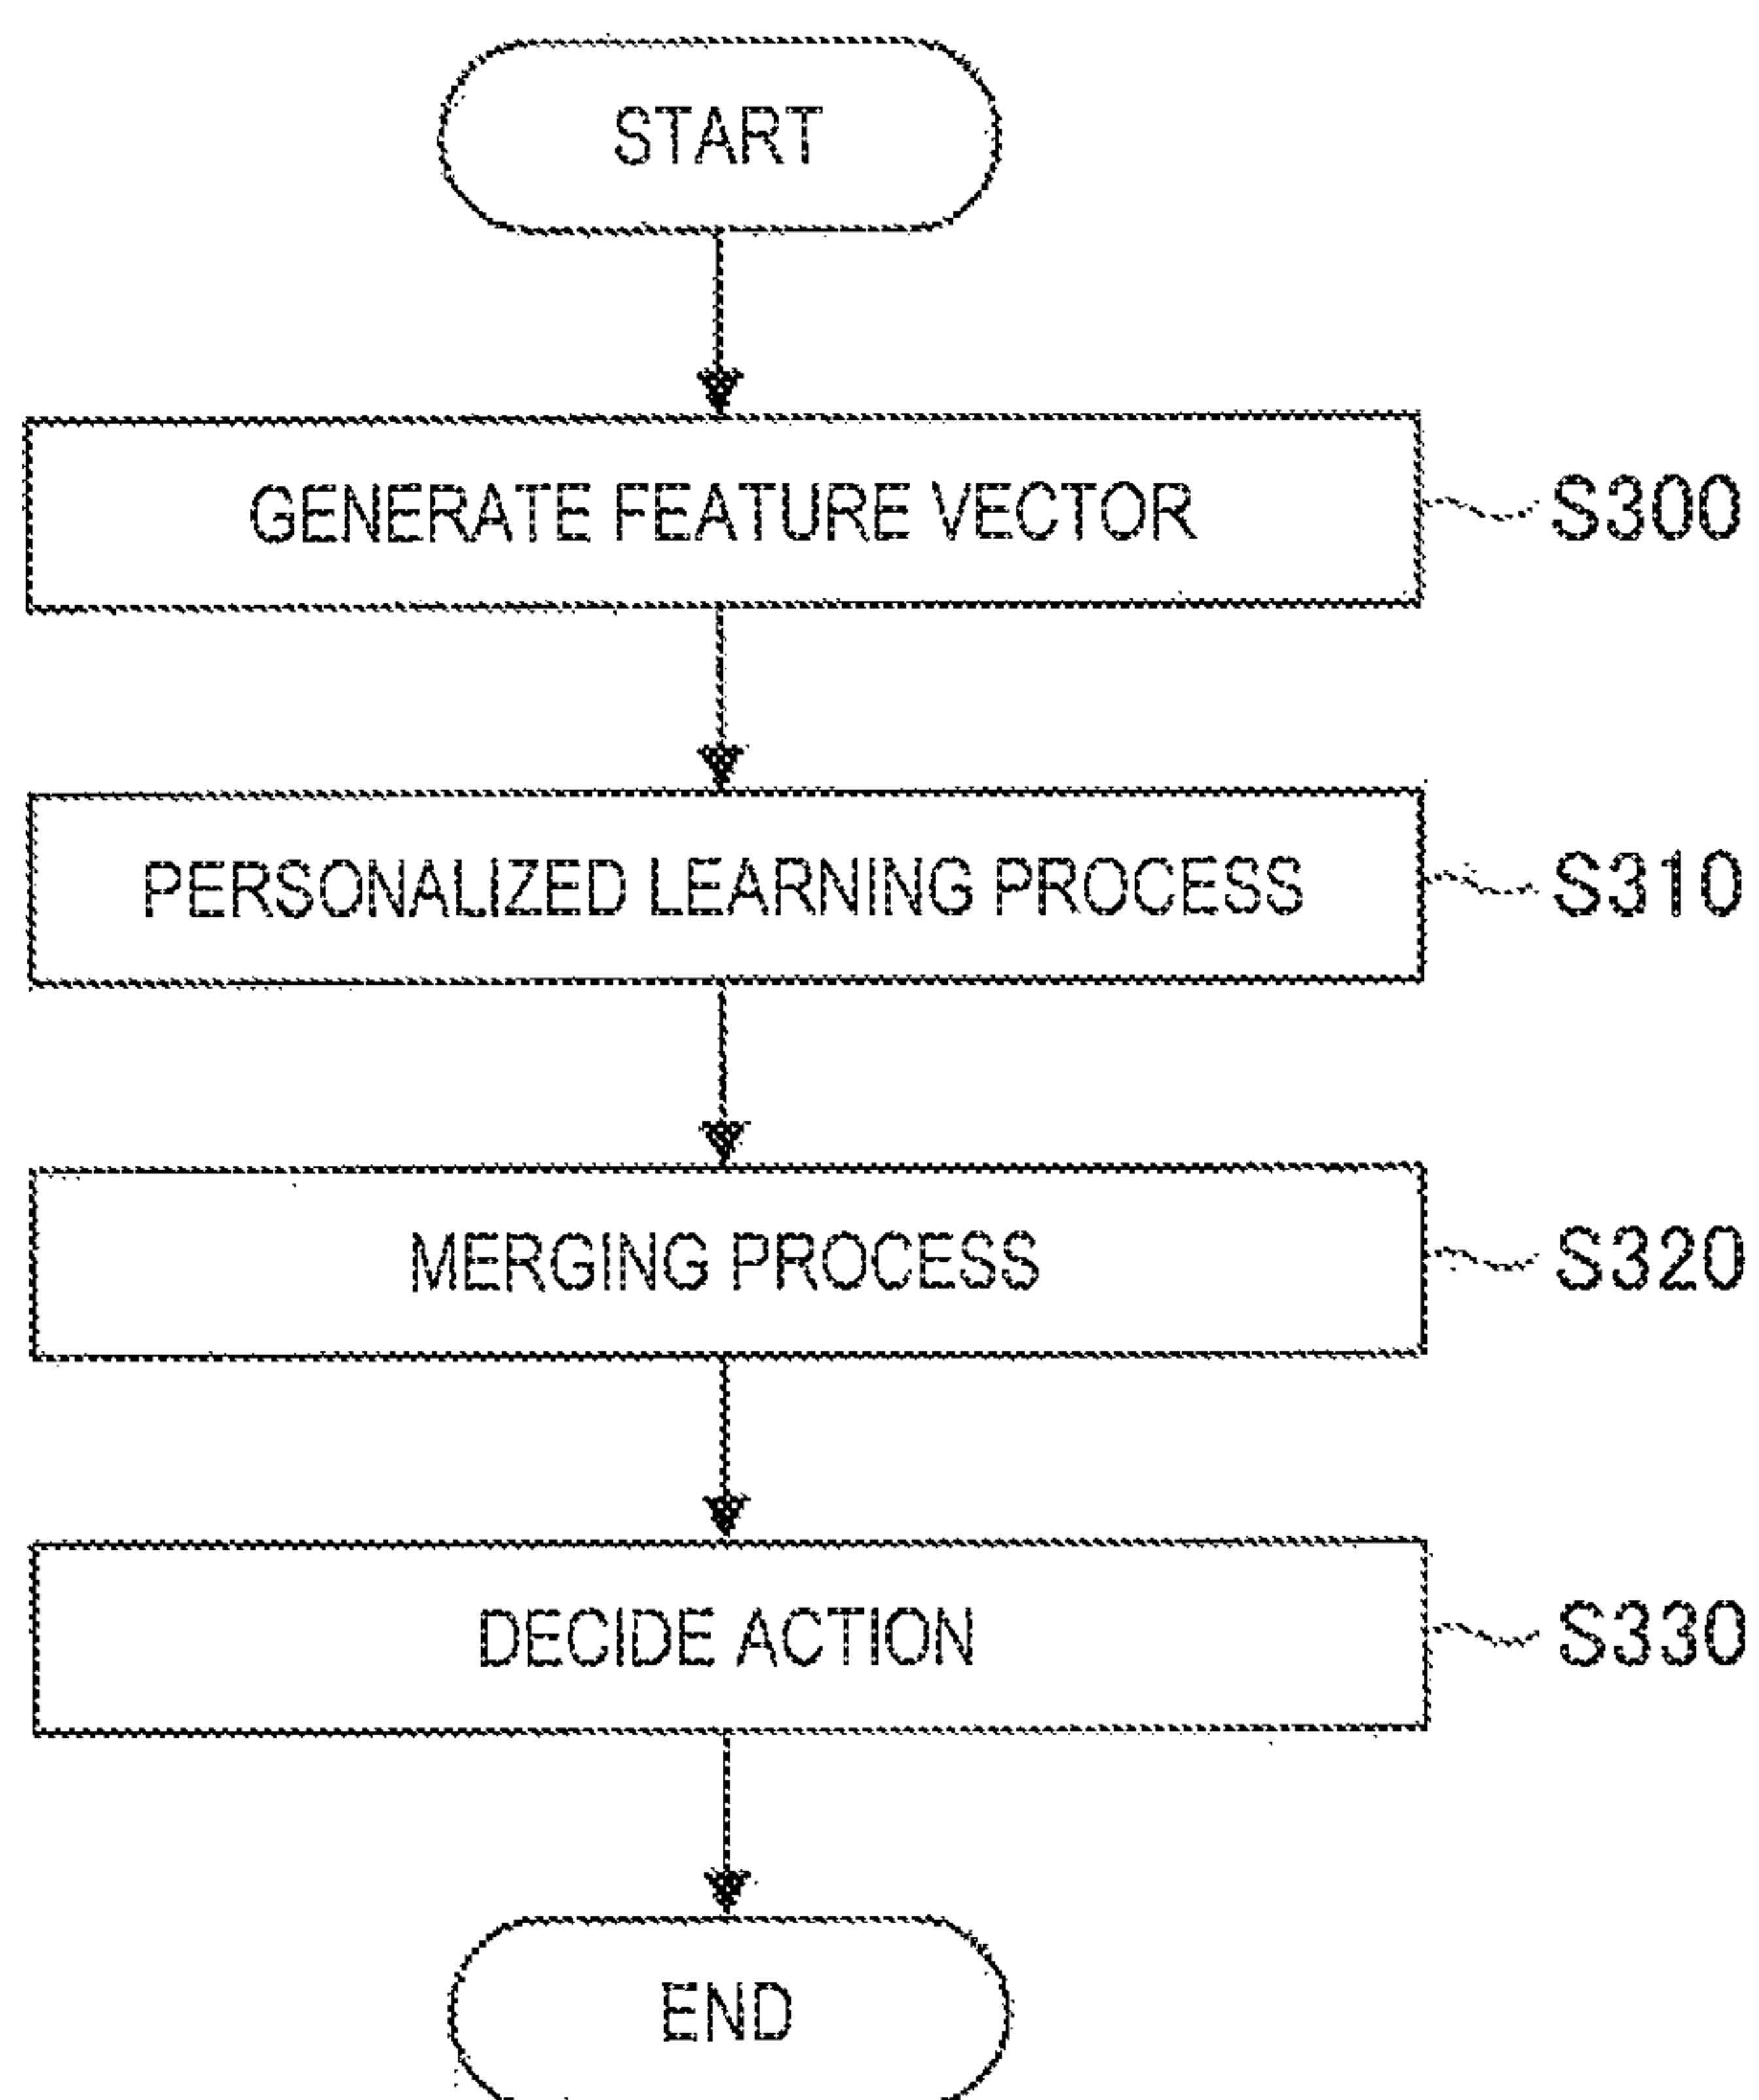 START
GENERATE FEATURE VECTOR
S300
PERSONALIZED LEARNING PROCESS
S310
MERGING PROCESS
S320
DECIDE ACTION
S330
END